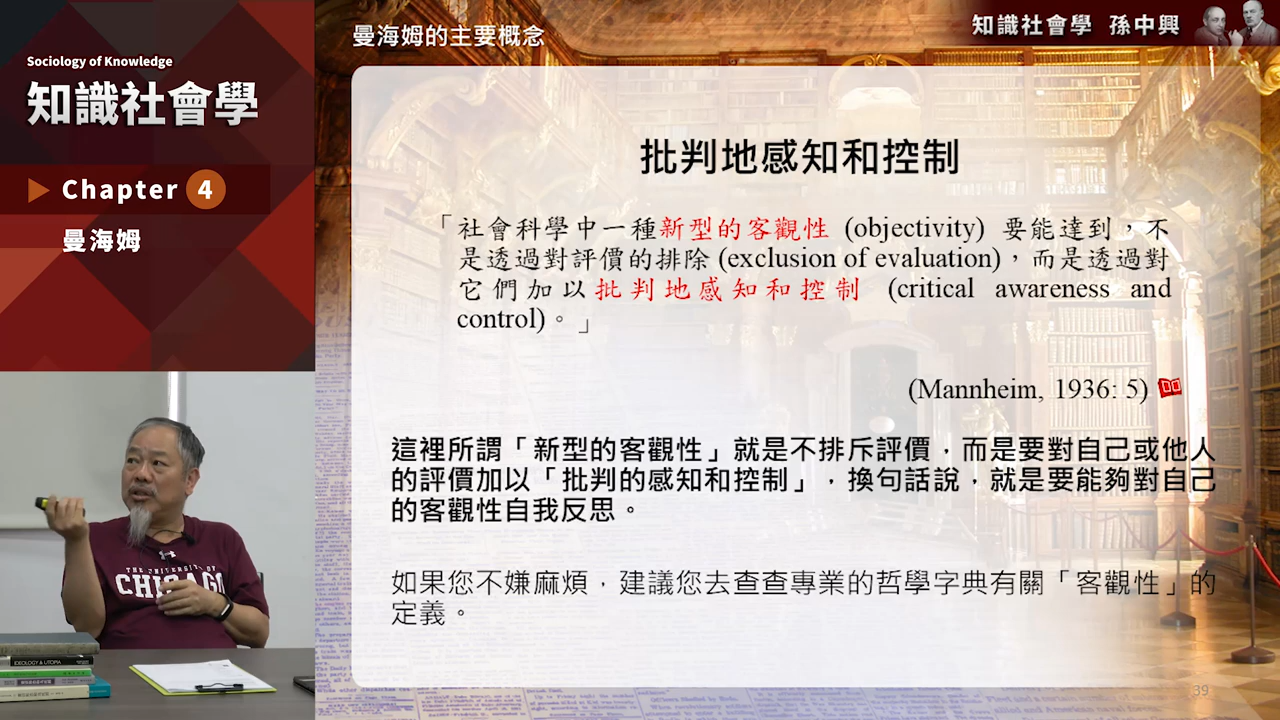 Sociology of Knowledge
知識社會學
Chapter 4
曼海姆
曼海姆的主要概念
知識社會學 孫中興
批判地感知和控制
「社會科學中一種新型的客觀性 (objectivity) 要能達到，不
是透過對評價的排除 (exclusion of evaluation)，而是透過對
它們加以批判地感知和控制 (critical awareness and
control)。」
(Mannheim, 1936: 5)
這裡所謂「新型的客觀性」就是不排斥評價，而是要對自己或他人
的評價加以「批判的感知和控制」，換句話說，就是要能夠對自己
的客觀性自我反思。
如果您不嫌麻煩，建議您去查查專業的哲學字典有關「客觀性」的
定義。
39
THE UNIVERSITY OF
CHICAGO
IDEOLOGY & UTOPIA